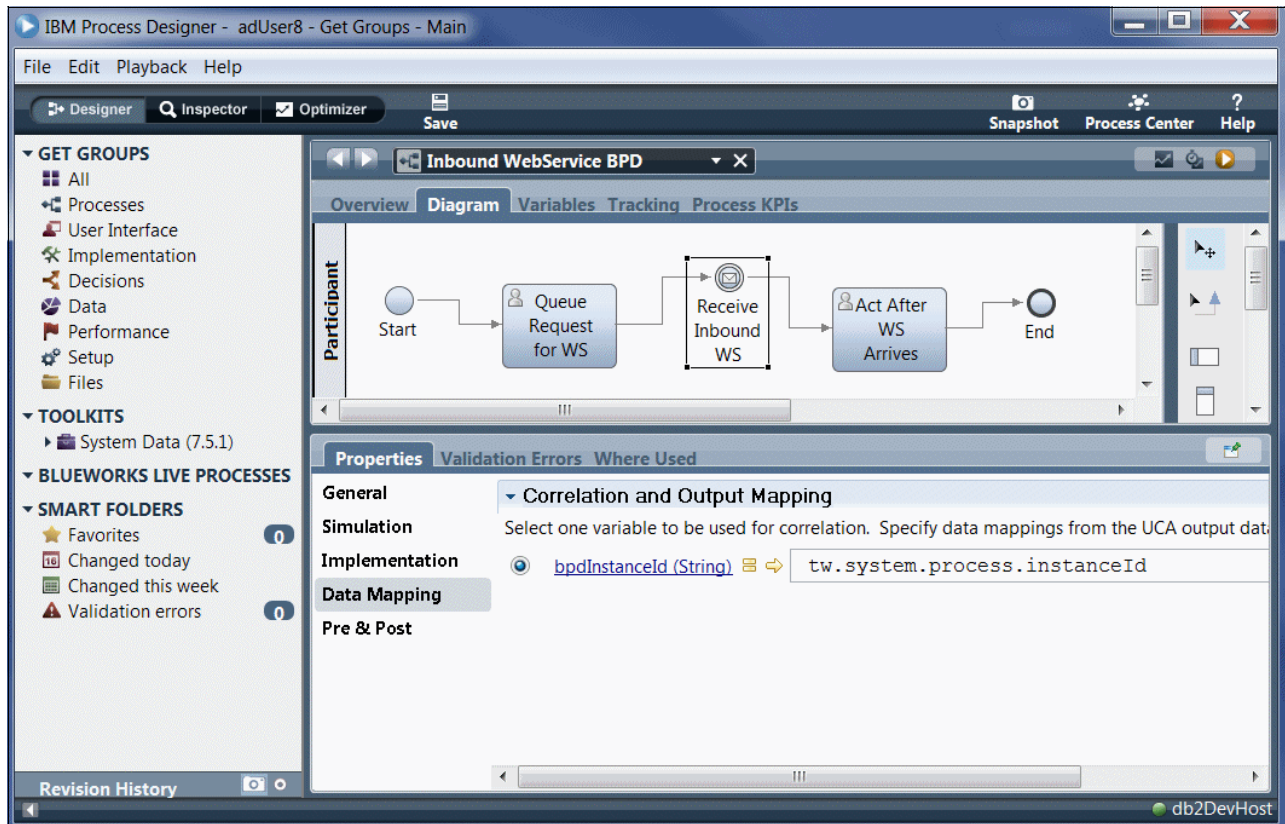 IBM Process Designer - adUser8 - Get Groups - Main
File Edit Playback Help
Designer Inspector Optimizer Save Snapshot Process Center Help
GET GROUPS
All
Processes
User Interface
Implementation
Decisions
Data
Performance
Setup
Files
TOOLKITS
System Data (7.5.1)
BLUEWORKS LIVE PROCESSES
SMART FOLDERS
Favorites 0
Changed today
Changed this week
Validation errors 0
Revision History
Inbound WebService BPD
Overview Diagram Variables Tracking Process KPIs
Participant
Start
Queue
Request
for WS
Receive
Inbound
WS
Act After
WS
Arrives
End
Properties Validation Errors Where Used
General
Simulation
Implementation
Data Mapping
Pre & Post
Correlation and Output Mapping
Select one variable to be used for correlation. Specify data mappings from the UCA output data
bpdInstanceId (String) tw.system.process.instanceId
db2DevHost